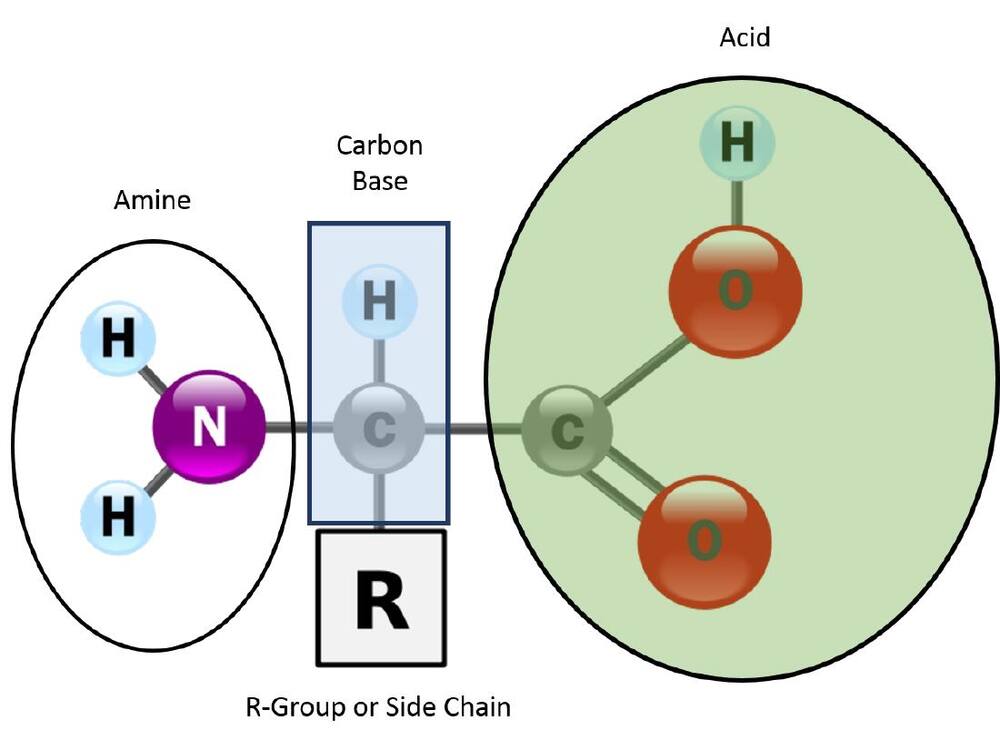 Acid
Carbon
Base
Amine
H
H
H
O
N
C
C
H
O
R
R-Group or Side Chain